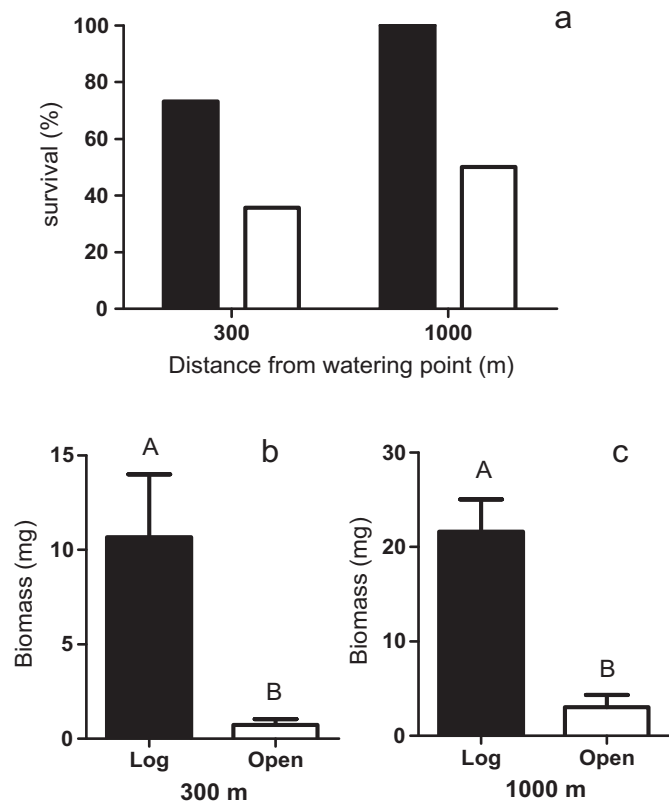 a
100
80
60
40
20
0
survival (%)
300 1000
Distance from watering point (m)
b
15
10
5
0
Biomass (mg)
A
B
Log Open
300 m
c
30
20
10
0
Biomass (mg)
A
B
Log Open
1000 m